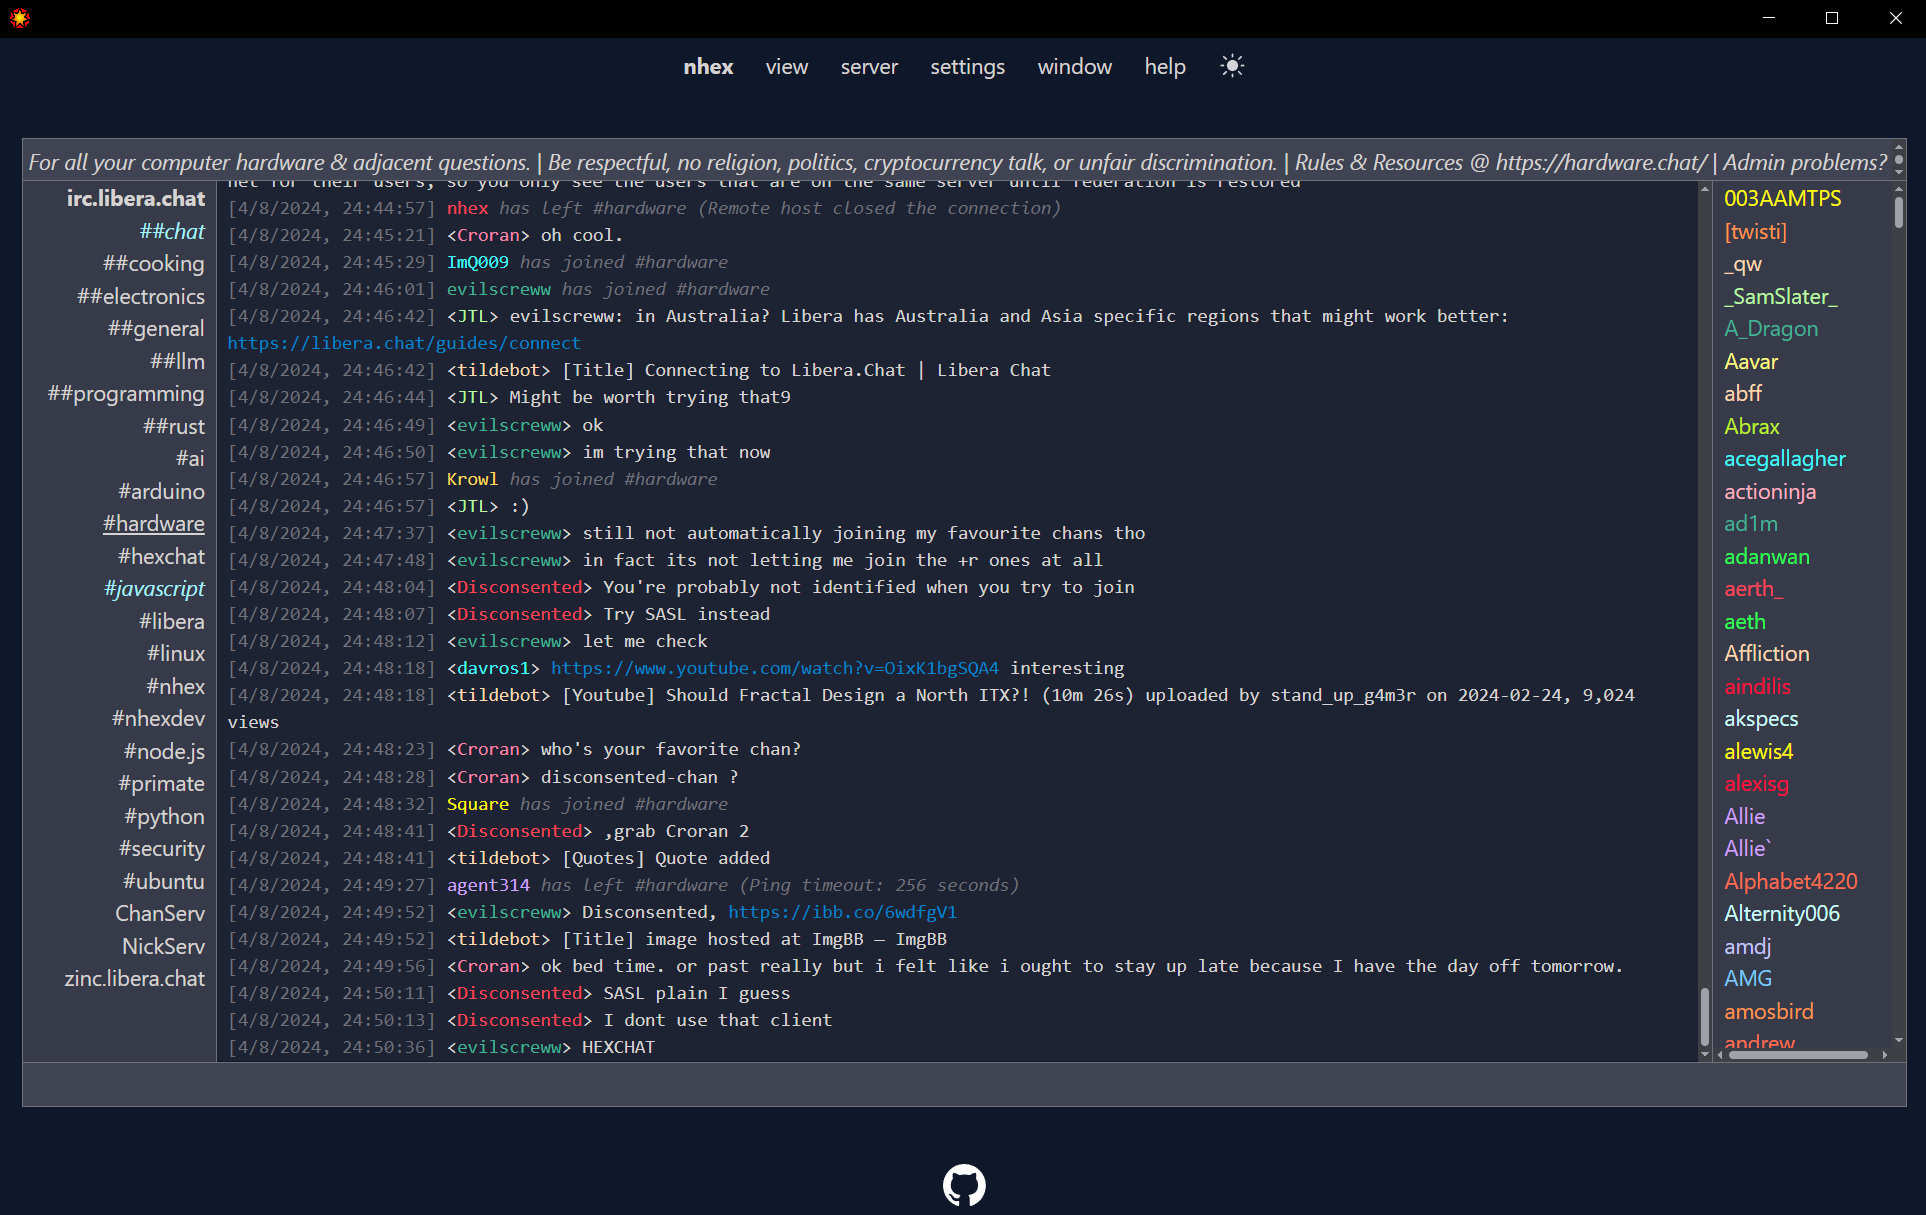 nhex view server settings window help
For all your computer hardware & adjacent questions. | Be respectful, no religion, politics, cryptocurrency talk, or unfair discrimination. | Rules & Resources @ https://hardware.chat/ | Admin problems?
irc.libera.chat
##chat
##cooking
##electronics
##general
##llm
##programming
##rust
#ai
#arduino
#hardware
#hexchat
#javascript
#libera
#linux
#nhex
#nhexdev
#node.js
#primate
#python
#security
#ubuntu
ChanServ
NickServ
zinc.libera.chat
net for their users, so you only see the users that are on the same server until federation is restored
[4/8/2024, 24:44:57] nhex has left #hardware (Remote host closed the connection)
[4/8/2024, 24:45:21] <Croran> oh cool.
[4/8/2024, 24:45:29] ImQ009 has joined #hardware
[4/8/2024, 24:46:01] evilscreww has joined #hardware
[4/8/2024, 24:46:42] <JTL> evilscreww: in Australia? Libera has Australia and Asia specific regions that might work better:
https://libera.chat/guides/connect
[4/8/2024, 24:46:42] <tildebot> [Title] Connecting to Libera.Chat | Libera Chat
[4/8/2024, 24:46:44] <JTL> Might be worth trying that9
[4/8/2024, 24:46:49] <evilscreww> ok
[4/8/2024, 24:46:50] <evilscreww> im trying that now
[4/8/2024, 24:46:57] Krowl has joined #hardware
[4/8/2024, 24:46:57] <JTL> :)
[4/8/2024, 24:47:37] <evilscreww> still not automatically joining my favourite chans tho
[4/8/2024, 24:47:48] <evilscreww> in fact its not letting me join the +r ones at all
[4/8/2024, 24:48:04] <Disconsented> You're probably not identified when you try to join
[4/8/2024, 24:48:07] <Disconsented> Try SASL instead
[4/8/2024, 24:48:12] <evilscreww> let me check
[4/8/2024, 24:48:18] <davros1> https://www.youtube.com/watch?v=OixK1bgSQA4 interesting
[4/8/2024, 24:48:18] <tildebot> [Youtube] Should Fractal Design a North ITX?! (10m 26s) uploaded by stand_up_g4m3r on 2024-02-24, 9,024
views
[4/8/2024, 24:48:23] <Croran> who's your favorite chan?
[4/8/2024, 24:48:28] <Croran> disconsented-chan ?
[4/8/2024, 24:48:32] Square has joined #hardware
[4/8/2024, 24:48:41] <Disconsented> ,grab Croran 2
[4/8/2024, 24:48:41] <tildebot> [Quotes] Quote added
[4/8/2024, 24:49:27] agent314 has left #hardware (Ping timeout: 256 seconds)
[4/8/2024, 24:49:52] <evilscreww> Disconsented, https://ibb.co/6wdfgV1
[4/8/2024, 24:49:52] <tildebot> [Title] image hosted at ImgBB — ImgBB
[4/8/2024, 24:49:56] <Croran> ok bed time. or past really but i felt like i ought to stay up late because I have the day off tomorrow.
[4/8/2024, 24:50:11] <Disconsented> SASL plain I guess
[4/8/2024, 24:50:13] <Disconsented> I dont use that client
[4/8/2024, 24:50:36] <evilscreww> HEXCHAT
003AAMTPS
[twisti]
_qw
_SamSlater_
A_Dragon
Aavar
abff
Abrax
acegallagher
actioninja
ad1m
adanwan
aerth_
aeth
Affliction
aindilis
akspecs
alewis4
alexisg
Allie
Allie`
Alphabet4220
Alternity006
amdj
AMG
amosbird
andrew